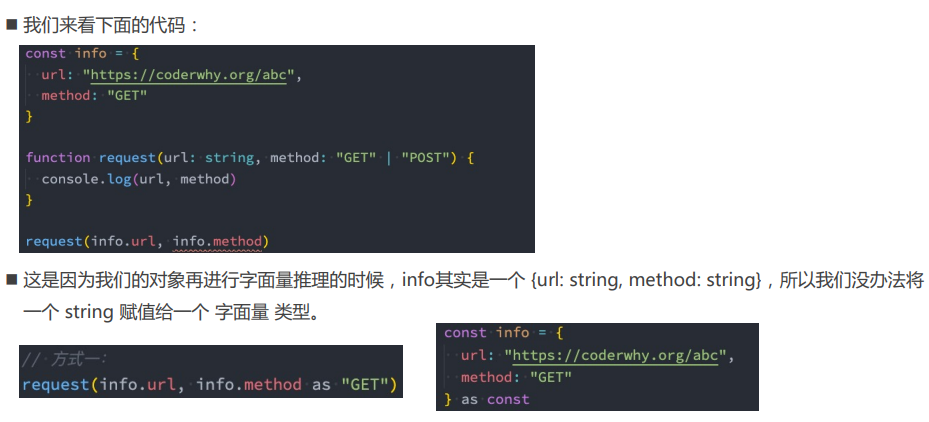 ■ 我们来看下面的代码：
const info = {
  url: "https://coderwhy.org/abc",
  method: "GET"
}
function request(url: string, method: "GET" | "POST") {
  console.log(url, method)
}
request(info.url, info.method)
■ 这是因为我们的对象再进行字面量推理的时候，info其实是一个 {url: string, method: string}，所以我们没办法将
一个 string 赋值给一个 字面量 类型。
// 方式一：
request(info.url, info.method as "GET")
const info = {
  url: "https://coderwhy.org/abc",
  method: "GET"
} as const